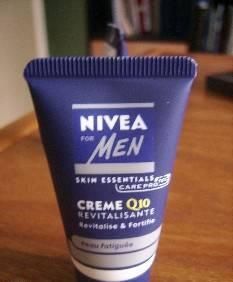 NIVEA
FOR MEN
SKIN ESSENTIALS
CARE PRO
CREME Q10
REVITALISANTE
Revitalise & Fortifie
Peau Fatiguée